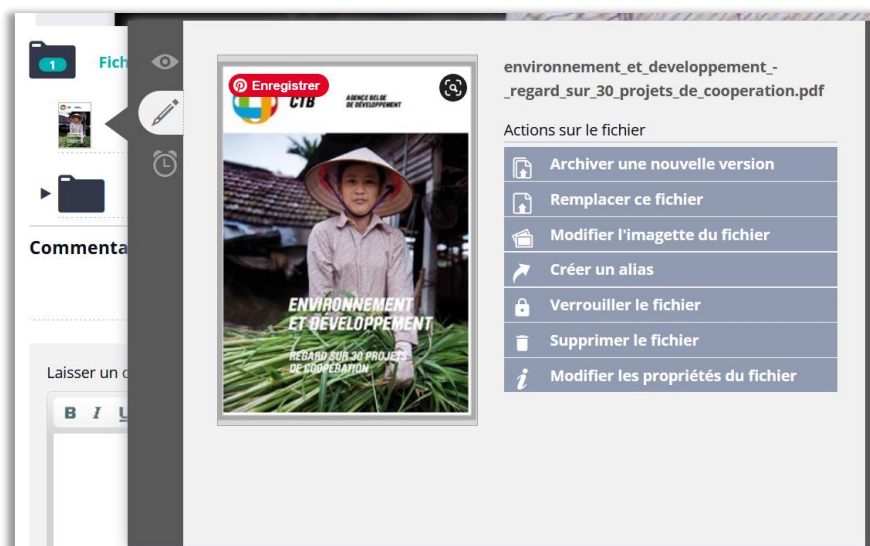 1
Fich
Enregistrer
CTB
AGENCE BELGE
DE DÉVELOPPEMENT
ENVIRONNEMENT
ET DÉVELOPPEMENT
REGARD SUR 30 PROJETS
DE COOPÉRATION
environnement_et_developpement_-
_regard_sur_30_projets_de_cooperation.pdf
Actions sur le fichier
Archiver une nouvelle version
Remplacer ce fichier
Modifier l'imagette du fichier
Créer un alias
Verrouiller le fichier
Supprimer le fichier
Modifier les propriétés du fichier
Commenta
Laisser un c
B I U